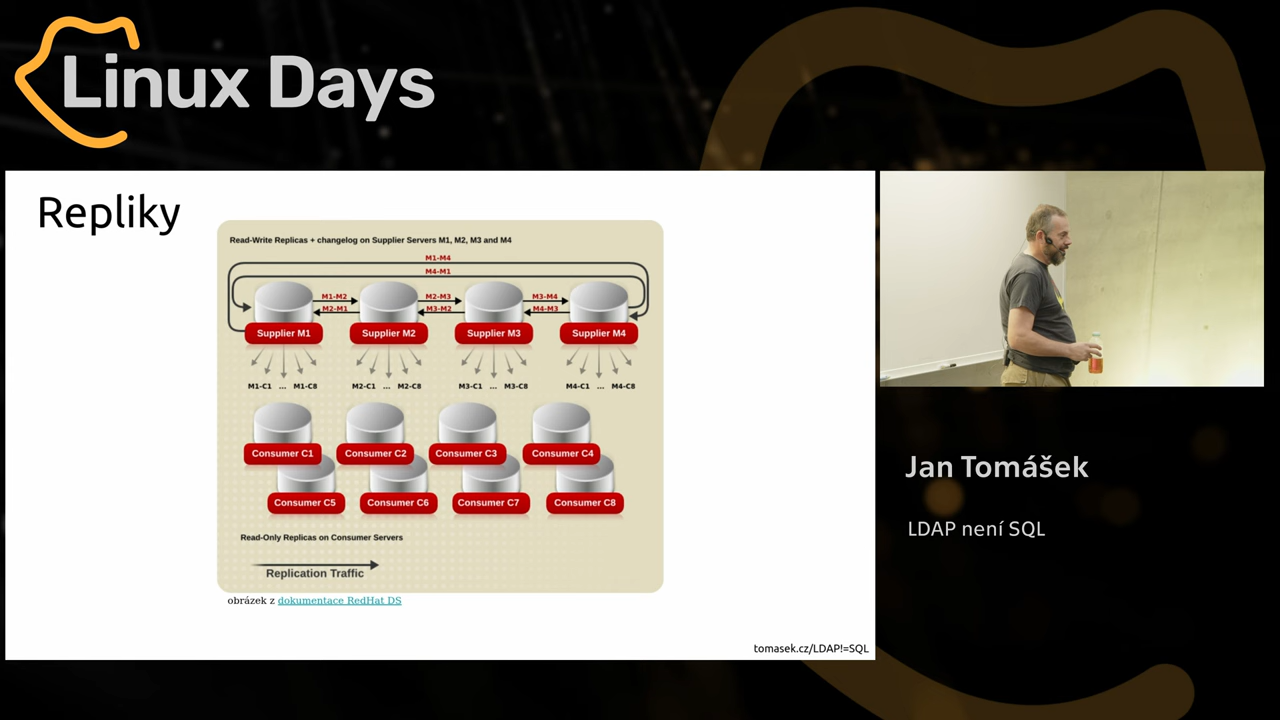 Linux Days
Repliky
Read-Write Replicas + changelog on Supplier Servers M1, M2, M3 and M4
M1-M4
M4-M1
M1-M2
M2-M1
M2-M3
M3-M2
M3-M4
M4-M3
Supplier M1
Supplier M2
Supplier M3
Supplier M4
M1-C1 ... M1-C8
M2-C1 ... M2-C8
M3-C1 ... M3-C8
M4-C1 ... M4-C8
Consumer C1
Consumer C2
Consumer C3
Consumer C4
Consumer C5
Consumer C6
Consumer C7
Consumer C8
Read-Only Replicas on Consumer Servers
Replication Traffic
obrázek z dokumentace RedHat DS
tomasek.cz/LDAP!=SQL
Jan Tomášek
LDAP není SQL